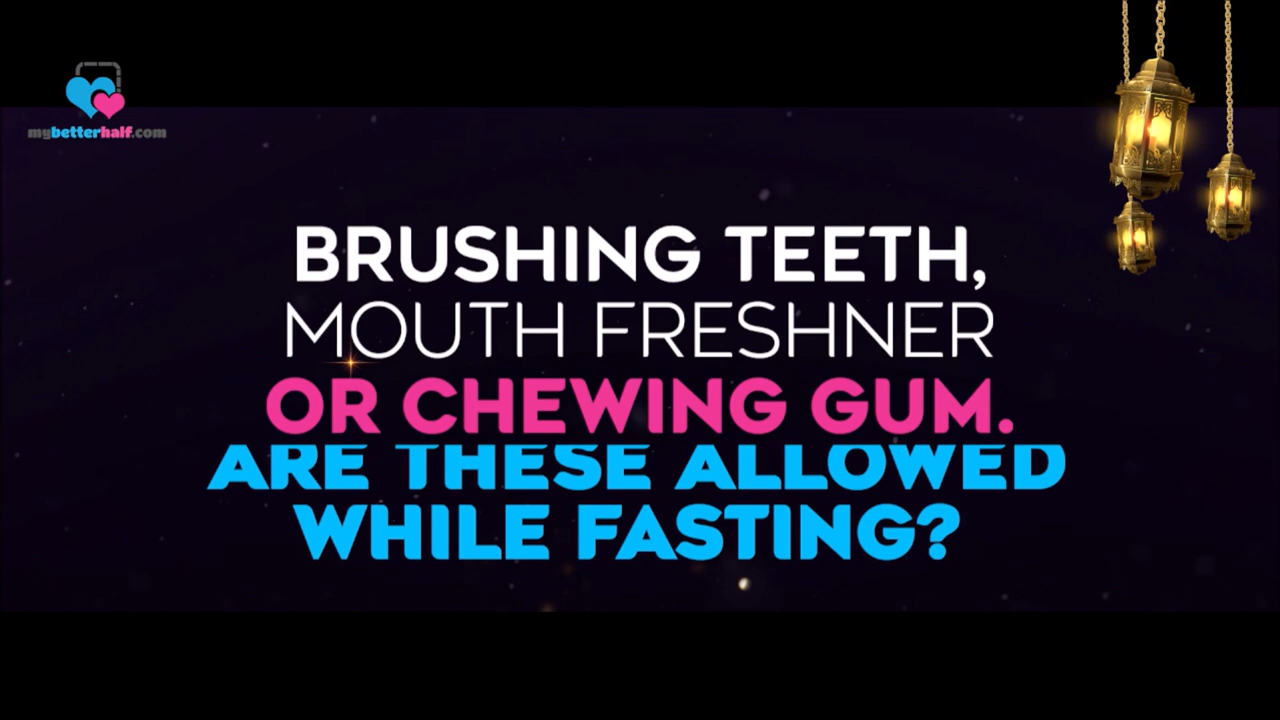 mybetterhalf.com
BRUSHING TEETH,
MOUTH FRESHNER
OR CHEWING GUM.
ARE THESE ALLOWED
WHILE FASTING?